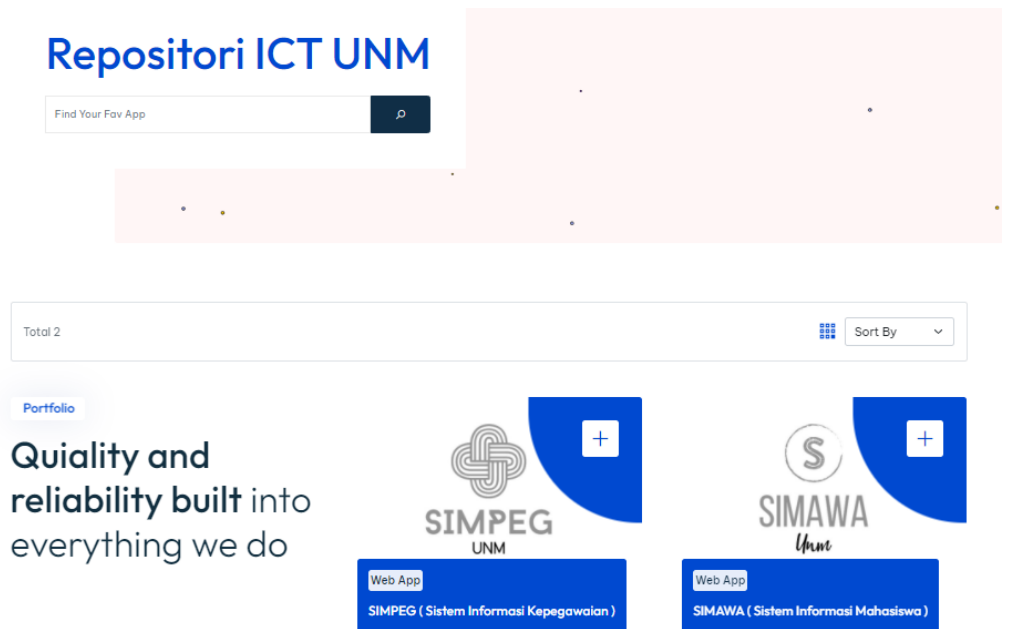 Repositori ICT UNM
Find Your Fav App
Total 2
Sort By
Portfolio
Quiality and
reliability built into
everything we do
SIMPEG
UNM
Web App
SIMPEG ( Sistem Informasi Kepegawaian )
S
SIMAWA
Unm
Web App
SIMAWA ( Sistem Informasi Mahasiswa )